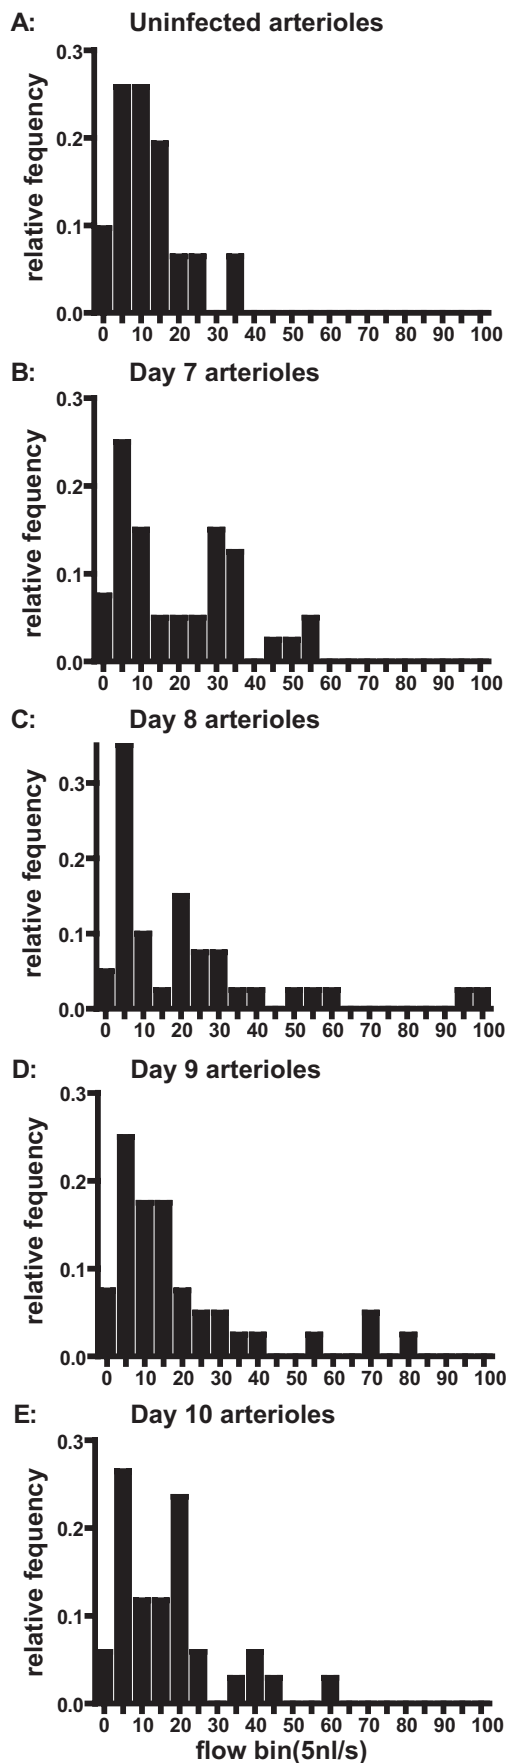 A: Uninfected arterioles
0.3
0.2
0.1
0.0
relative fequency
0 10 20 30 40 50 60 70 80 90 100
B: Day 7 arterioles
0.3
0.2
0.1
0.0
relative fequency
0 10 20 30 40 50 60 70 80 90 100
C: Day 8 arterioles
0.3
0.2
0.1
0.0
relative fequency
0 10 20 30 40 50 60 70 80 90 100
D: Day 9 arterioles
0.3
0.2
0.1
0.0
relative fequency
0 10 20 30 40 50 60 70 80 90 100
E: Day 10 arterioles
0.3
0.2
0.1
0.0
relative fequency
0 10 20 30 40 50 60 70 80 90 100
flow bin(5nl/s)